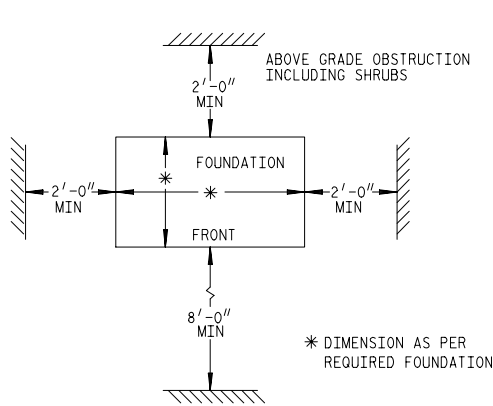 ABOVE GRADE OBSTRUCTION
INCLUDING SHRUBS
2'-0"
MIN
FOUNDATION
*
2'-0"
MIN
*
2'-0"
MIN
FRONT
8'-0"
MIN
* DIMENSION AS PER
REQUIRED FOUNDATION